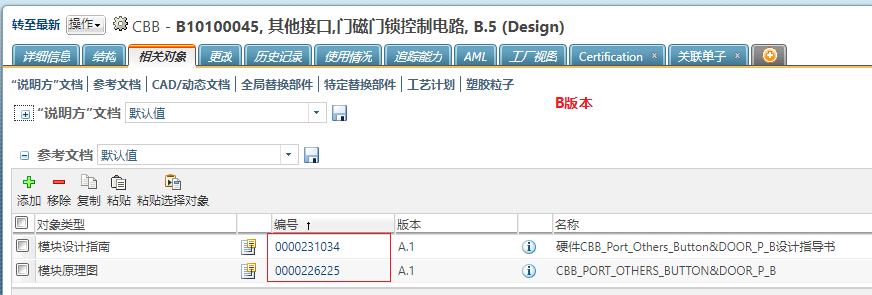 转至最新 操作 CBB - B10100045, 其他接口,门磁门锁控制电路, B.5 (Design)
详细信息 结构 相关对象 更改 历史记录 使用情况 追踪能力 AML 工厂视图 Certification × 关联单子 ×
“说明方”文档 | 参考文档 | CAD/动态文档 | 全局替换部件 | 特定替换部件 | 工艺计划 | 塑胶粒子
B版本
“说明方”文档 默认值
参考文档 默认值
添加 移除 复制 粘贴 粘贴选择对象
对象类型 编号 ↑ 版本 名称
模块设计指南 0000231034 A.1 硬件CBB_Port_Others_Button&DOOR_P_B设计指导书
模块原理图 0000226225 A.1 CBB_PORT_OTHERS_BUTTON&DOOR_P_B